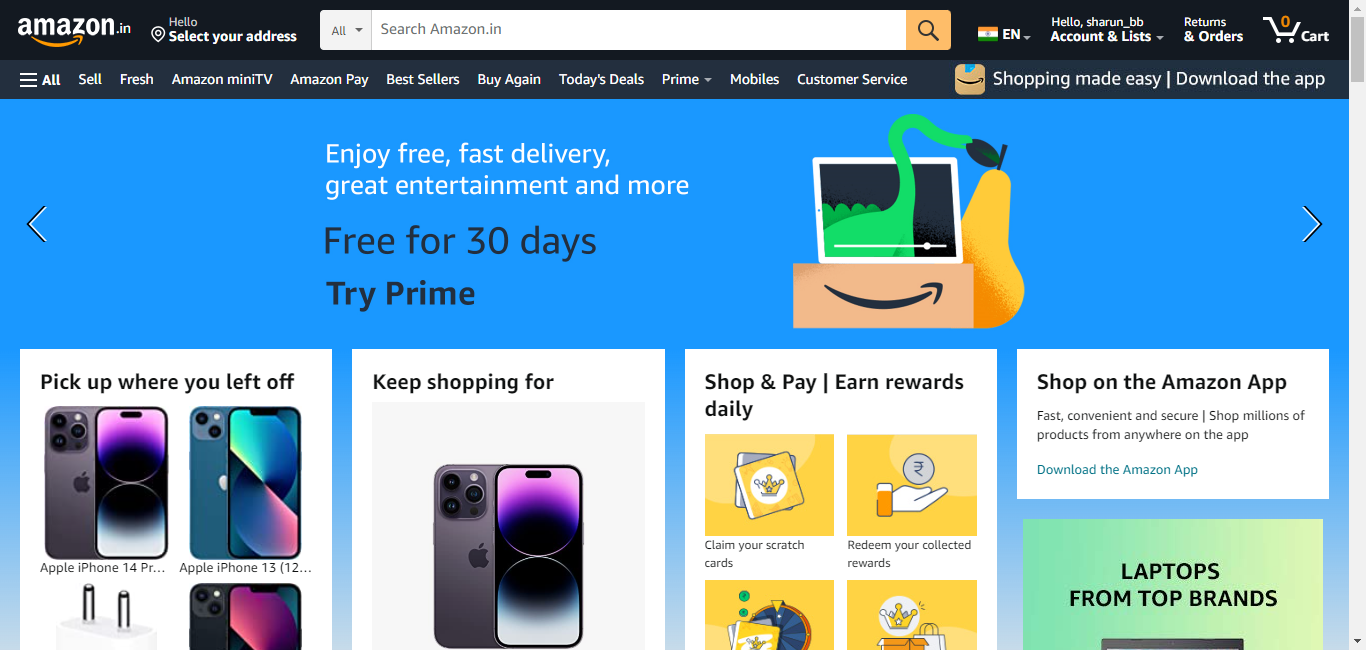 amazon.in
Hello
Select your address
All
Search Amazon.in
EN
Hello, sharun_bb
Account & Lists
Returns
& Orders
0
Cart
All
Sell
Fresh
Amazon miniTV
Amazon Pay
Best Sellers
Buy Again
Today's Deals
Prime
Mobiles
Customer Service
Shopping made easy | Download the app
Enjoy free, fast delivery,
great entertainment and more
Free for 30 days
Try Prime
Pick up where you left off
Apple iPhone 14 Pr...
Apple iPhone 13 (12...
Keep shopping for
Shop & Pay | Earn rewards
daily
₹
Claim your scratch
cards
Redeem your collected
rewards
Shop on the Amazon App
Fast, convenient and secure | Shop millions of
products from anywhere on the app
Download the Amazon App
LAPTOPS
FROM TOP BRANDS